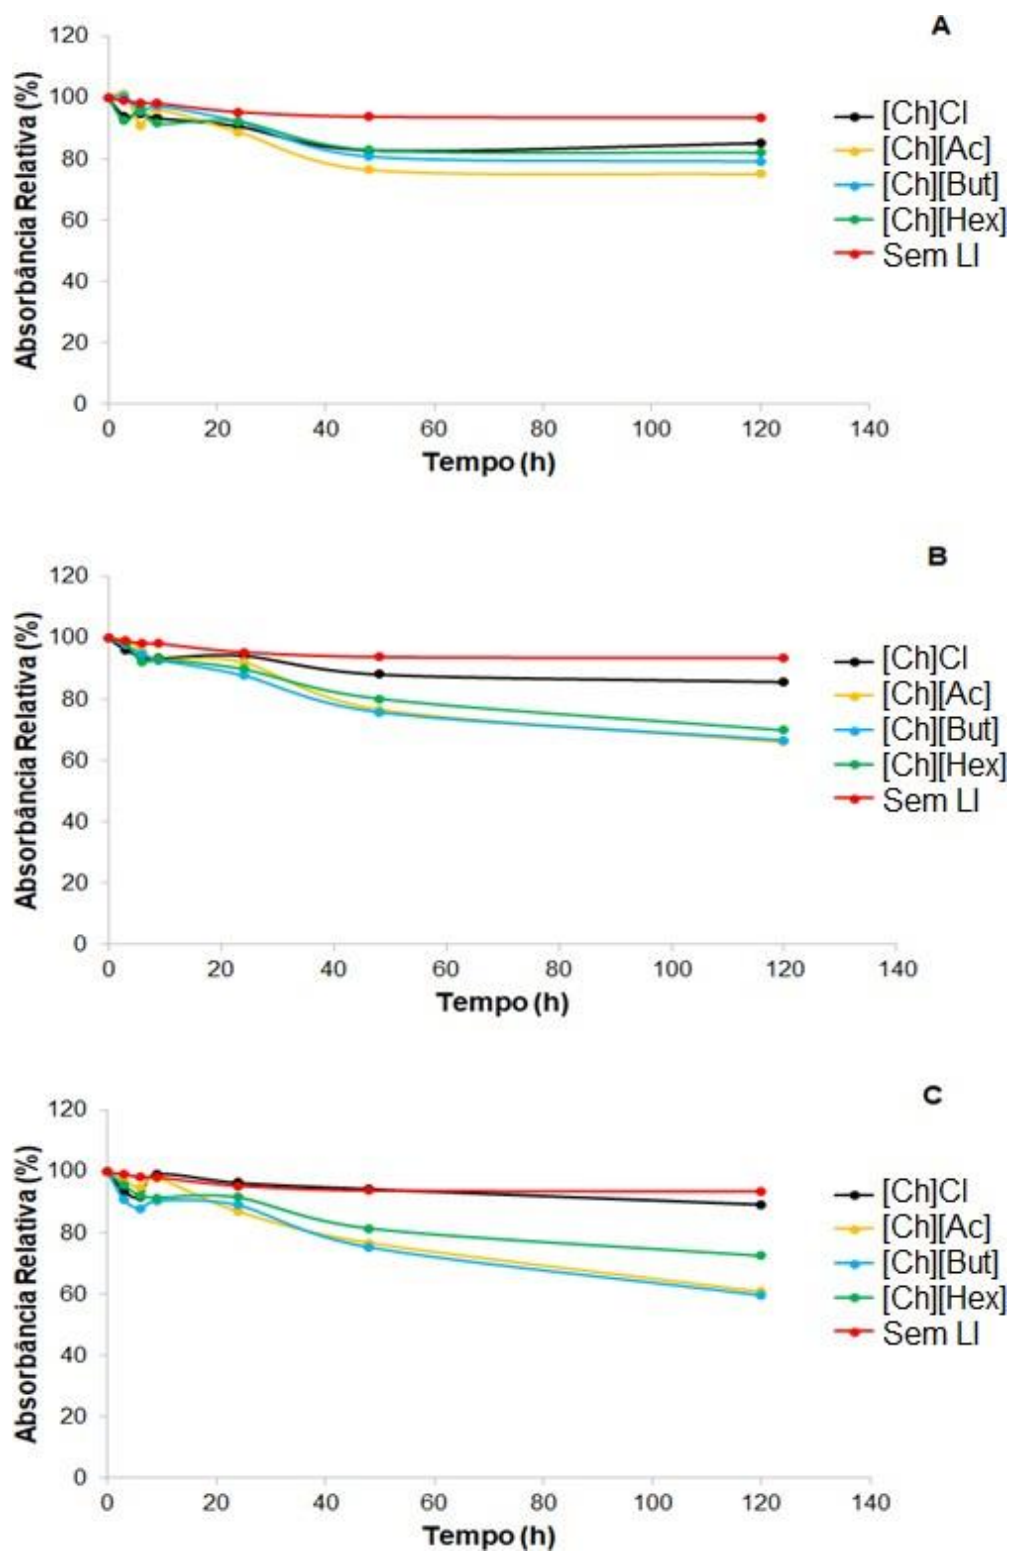 A
120
100
80
60
40
20
0
Absorbância Relativa (%)
0 20 40 60 80 100 120 140
Tempo (h)
[Ch]Cl
[Ch][Ac]
[Ch][But]
[Ch][Hex]
Sem LI
B
120
100
80
60
40
20
0
Absorbância Relativa (%)
0 20 40 60 80 100 120 140
Tempo (h)
[Ch]Cl
[Ch][Ac]
[Ch][But]
[Ch][Hex]
Sem LI
C
120
100
80
60
40
20
0
Absorbância Relativa (%)
0 20 40 60 80 100 120 140
Tempo (h)
[Ch]Cl
[Ch][Ac]
[Ch][But]
[Ch][Hex]
Sem LI